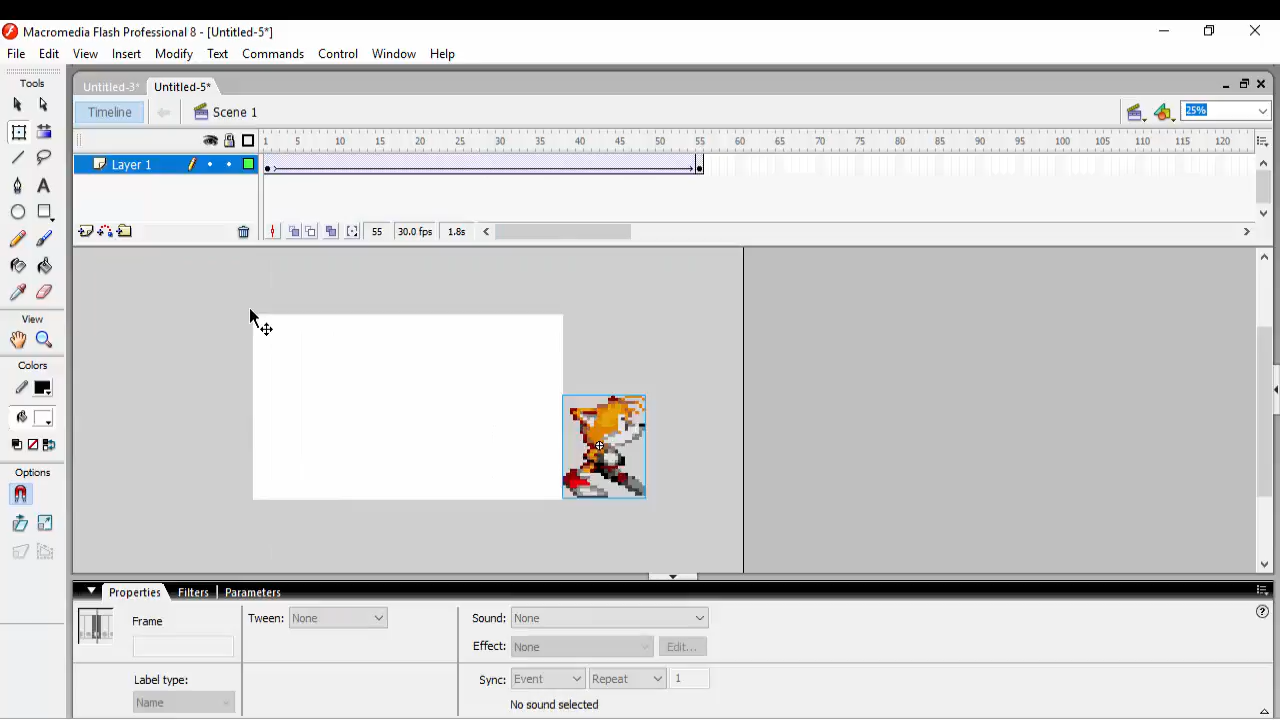 Macromedia Flash Professional 8 - [Untitled-5*]
File Edit View Insert Modify Text Commands Control Window Help
Tools
Untitled-3* Untitled-5*
Timeline Scene 1 25%
1 5 10 15 20 25 30 35 40 45 50 55 60 65 70 75 80 85 90 95 100 105 110 115 120
Layer 1
A
55 30.0 fps 1.8s
View
Colors
Options
Properties Filters Parameters
Frame Tween: None Sound: None
Effect: None Edit...
Label type: Sync: Event Repeat 1
Name No sound selected